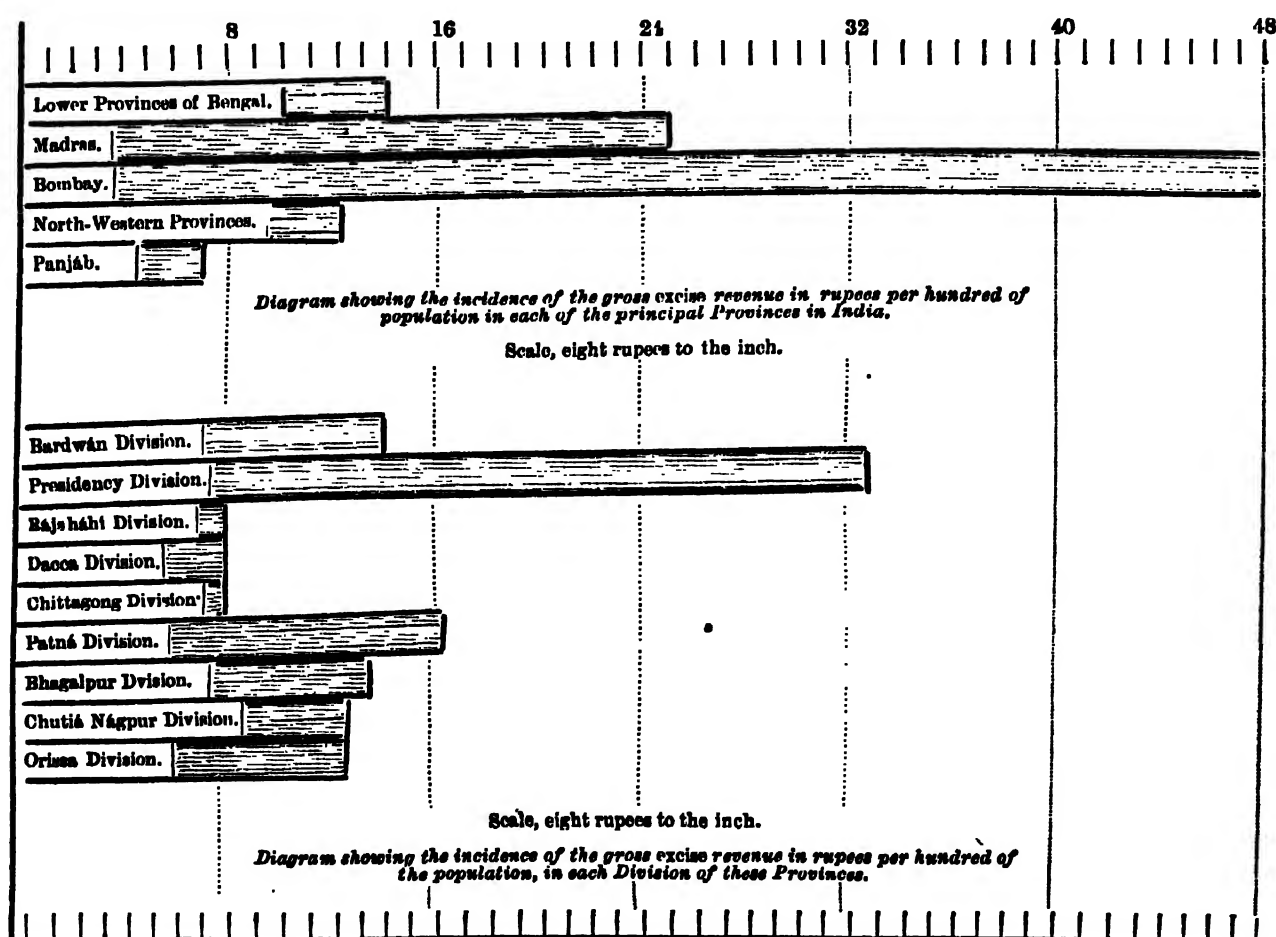 8 16 24 32 40 48
Lower Provinces of Bengal.
Madras.
Bombay.
North-Western Provinces.
Panjáb.
Diagram showing the incidence of the gross excise revenue in rupees per hundred of
population in each of the principal Provinces in India.
Scale, eight rupees to the inch.
Bardwán Division.
Presidency Division.
Rájsháhí Division.
Dacca Division.
Chittagong Division.
Patná Division.
Bhagalpur Dvision.
Chutiá Nágpur Division.
Orissa Division.
Scale, eight rupees to the inch.
Diagram showing the incidence of the gross excise revenue in rupees per hundred of
the population, in each Division of these Provinces.